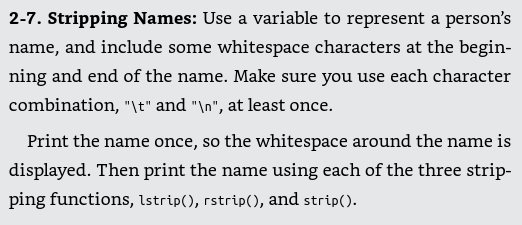 2-7. Stripping Names: Use a variable to represent a person’s
name, and include some whitespace characters at the begin-
ning and end of the name. Make sure you use each character
combination, "\t" and "\n", at least once.
Print the name once, so the whitespace around the name is
displayed. Then print the name using each of the three strip-
ping functions, lstrip(), rstrip(), and strip().